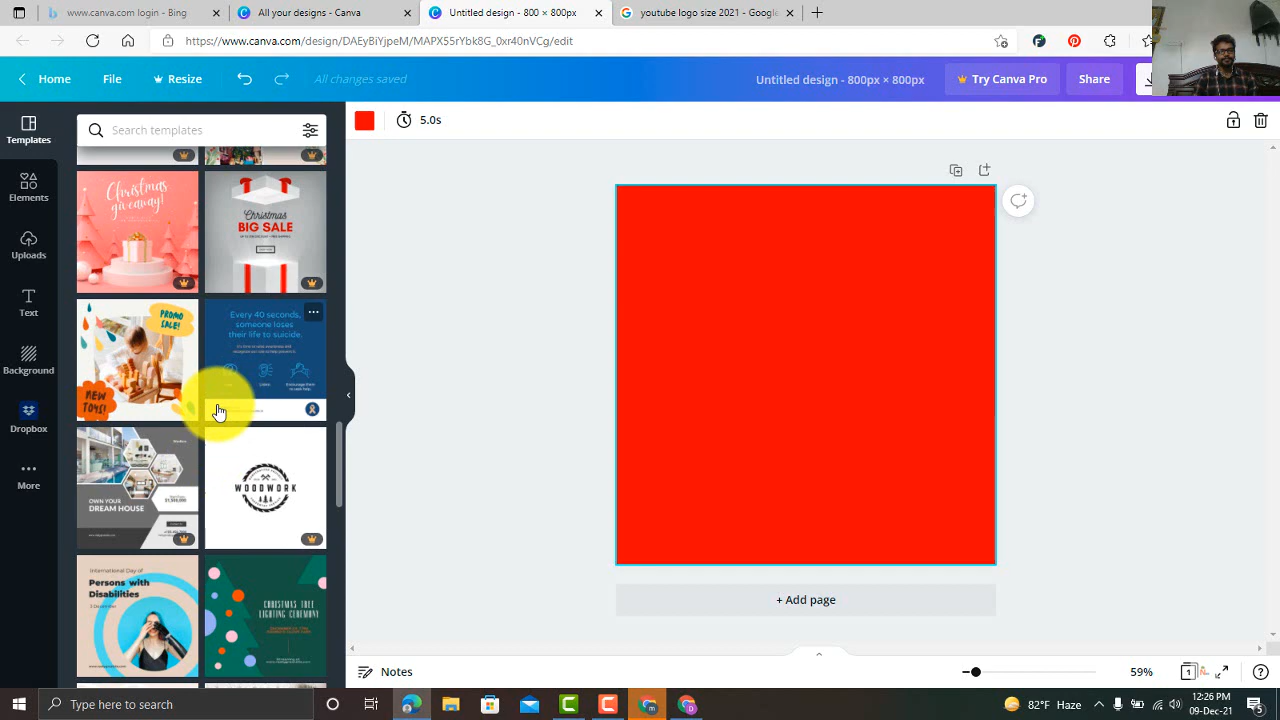 www.canva.com login - Bing
All your designs - Canva
Untitled design - 800 × 800px
youtube logo size 2021 - Google
https://www.canva.com/design/DAEyBiYjpeM/MAPX55rYbk8G_0xr40nVCg/edit
Home
File
Resize
All changes saved
Untitled design - 800px × 800px
Try Canva Pro
Share
Templates
Search templates
5.0s
Elements
Uploads
Text
Background
Dropbox
More
Christmas
giveaway!
Christmas
BIG SALE
PROMO
SALE!
NEW
TOYS!
Every 40 seconds,
someone loses
their life to suicide.
OWN YOUR
DREAM HOUSE
WOODWORK
International Day of
Persons with
Disabilities
3 December
CHRISTMAS TREE
LIGHTING CEREMONY
+ Add page
Notes
%
1
Type here to search
82°F Haze
12:26 PM
09-Dec-21